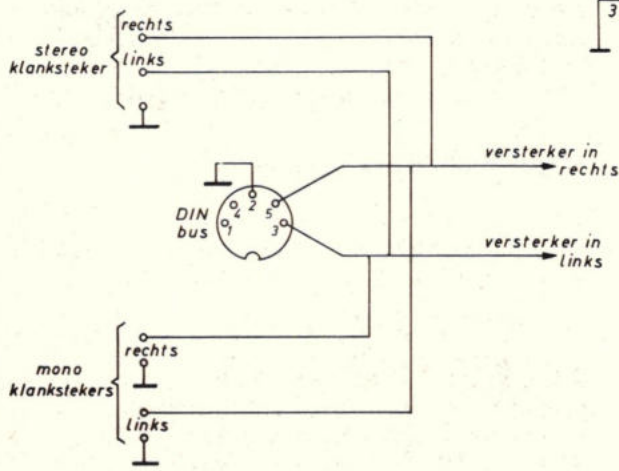 3
rechts
stereo
klanksteker
links
versterker in
rechts
DIN
bus
4
2
5
1
3
versterker in
links
rechts
mono
klankstekers
links